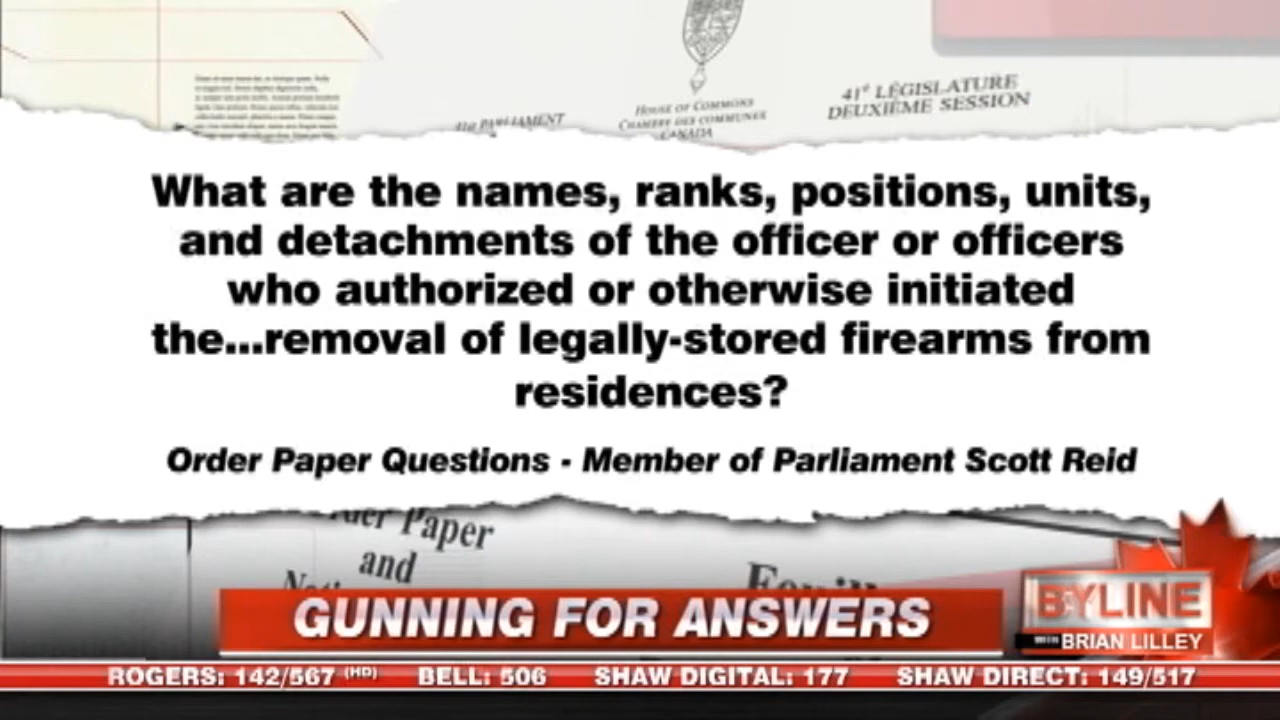 41st PARLIAMENT
HOUSE OF COMMONS
CHAMBRE DES COMMUNES
CANADA
41e LÉGISLATURE
DEUXIÈME SESSION
What are the names, ranks, positions, units,
and detachments of the officer or officers
who authorized or otherwise initiated
the...removal of legally-stored firearms from
residences?
Order Paper Questions - Member of Parliament Scott Reid
Paper
and
GUNNING FOR ANSWERS
BYLINE
WITH BRIAN LILLEY
ROGERS: 142/567 (HD) BELL: 506 SHAW DIGITAL: 177 SHAW DIRECT: 149/517